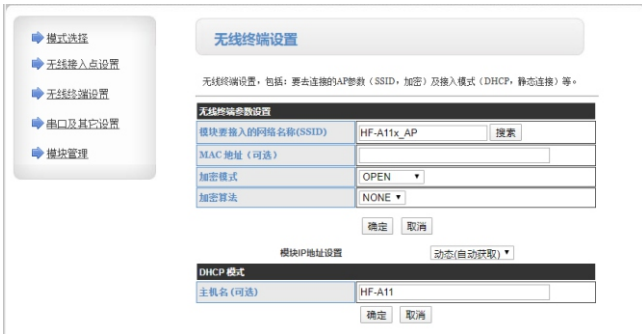 模式选择
无线接入点设置
无线终端设置
串口及其它设置
模块管理
无线终端设置
无线终端设置，包括：要去连接的AP参数（SSID，加密）及接入模式（DHCP，静态连接）等。
无线终端参数设置
模块要接入的网络名称(SSID) HF-A11x_AP 搜索
MAC 地址（可选）
加密模式 OPEN
加密算法 NONE
确定 取消
模块IP地址设置 动态(自动获取)
DHCP 模式
主机名 (可选) HF-A11
确定 取消